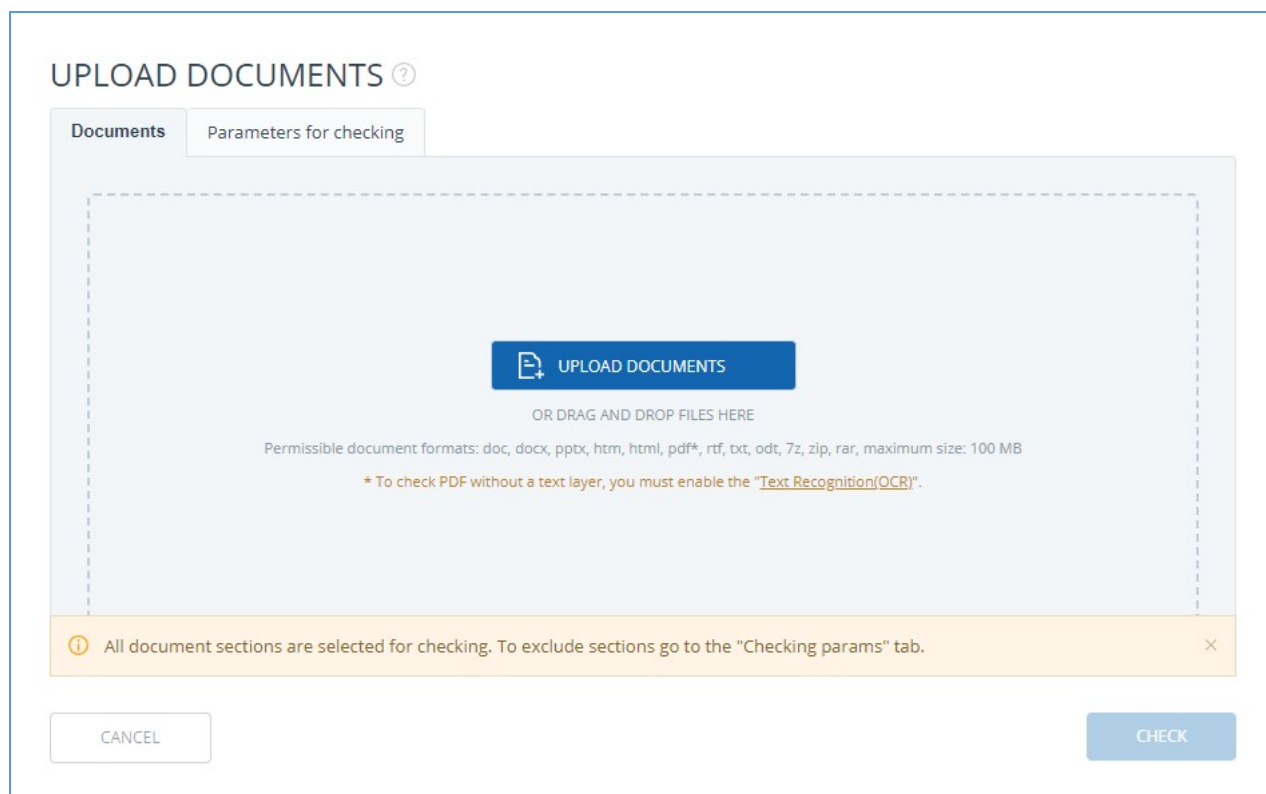 UPLOAD DOCUMENTS ?
Documents
Parameters for checking
UPLOAD DOCUMENTS
OR DRAG AND DROP FILES HERE
Permissible document formats: doc, docx, pptx, htm, html, pdf*, rtf, txt, odt, 7z, zip, rar, maximum size: 100 MB
* To check PDF without a text layer, you must enable the "Text Recognition(OCR)".
All document sections are selected for checking. To exclude sections go to the "Checking params" tab.
CANCEL
CHECK